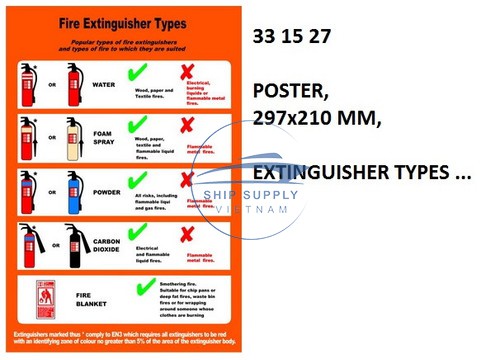 Fire Extinguisher Types
Popular types of fire extinguishers
and types of fire to which they are suited
OR
WATER
Wood, paper and
Textile fires.
Electrical,
burning
liquids or
flammable metal
fires.
OR
FOAM
SPRAY
Wood, paper,
textile and
flammable liquid
fires.
Flammable
metal fires.
OR
POWDER
All risks, including
flammable liqui
and gas fires.
Flammable
metal fires.
OR
CARBON
DIOXIDE
Electrical
and flammable
liquid fires.
Flammable
metal fires.
FIRE
BLANKET
Smothering fire.
Suitable for chip pans or
deep fat fires, waste bin
fires or for wrapping
around someone whose
clothes are burning
Extinguishers marked thus * comply to EN3 which requires all extinguishers to be red
with an identifying zone of colour no greater than 5% of the area of the extinguisher body.
33 15 27
POSTER,
297x210 MM,
EXTINGUISHER TYPES ...
SHIP SUPPLY
VIETNAM